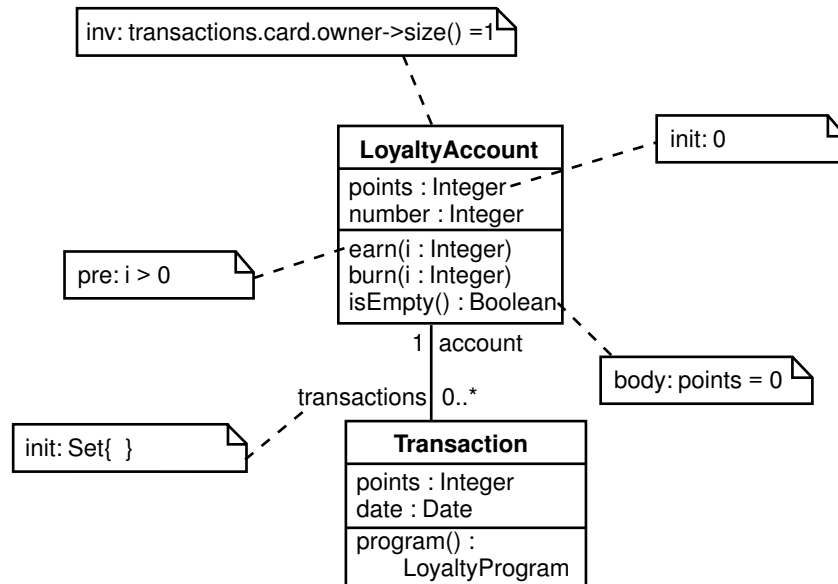 inv: transactions.card.owner->size() =1
LoyaltyAccount
init: 0
points : Integer
number : Integer
earn(i : Integer)
pre: i > 0
burn(i : Integer)
isEmpty() : Boolean
1 account
body: points = 0
transactions 0..*
init: Set{ }
Transaction
points : Integer
date : Date
program() :
LoyaltyProgram